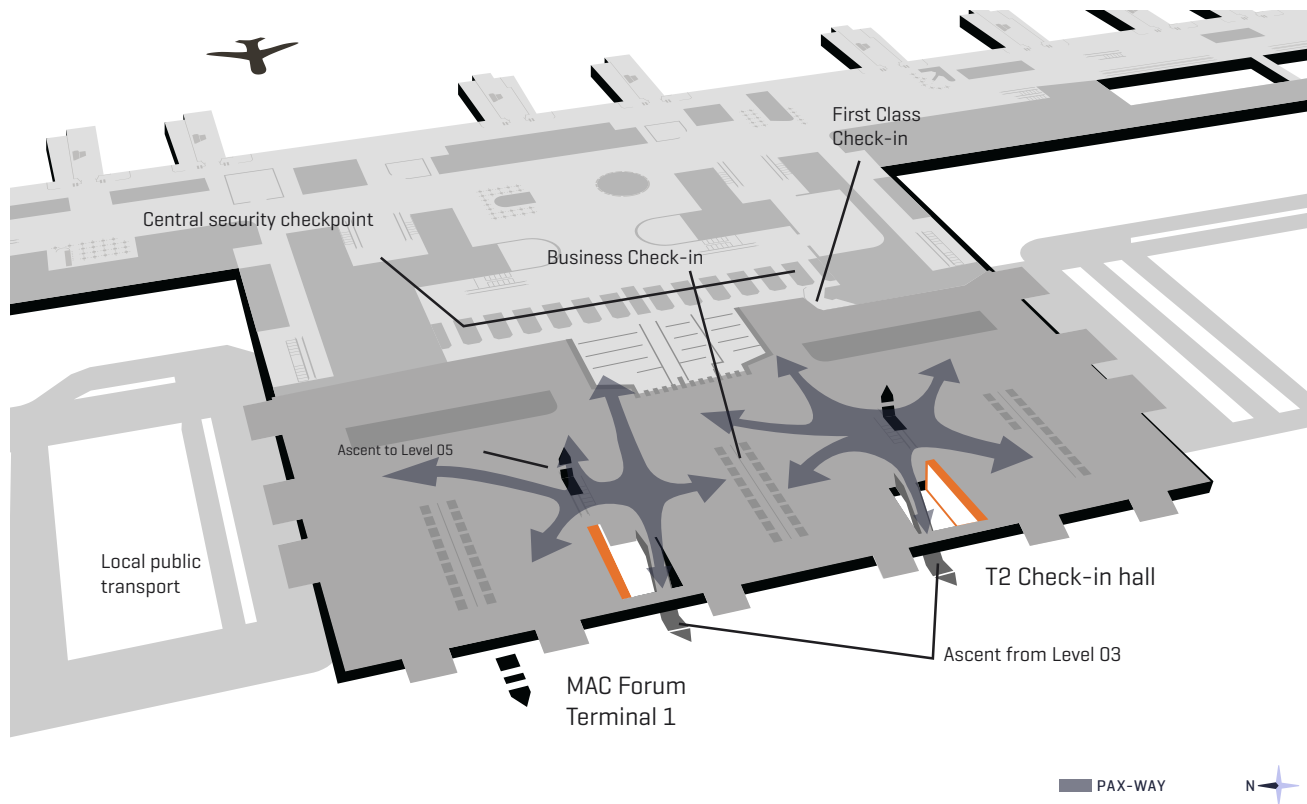 First Class
Check-in
Central security checkpoint
Business Check-in
Ascent to Level 05
Local public
transport
T2 Check-in hall
Ascent from Level 03
MAC Forum
Terminal 1
PAX-WAY
N